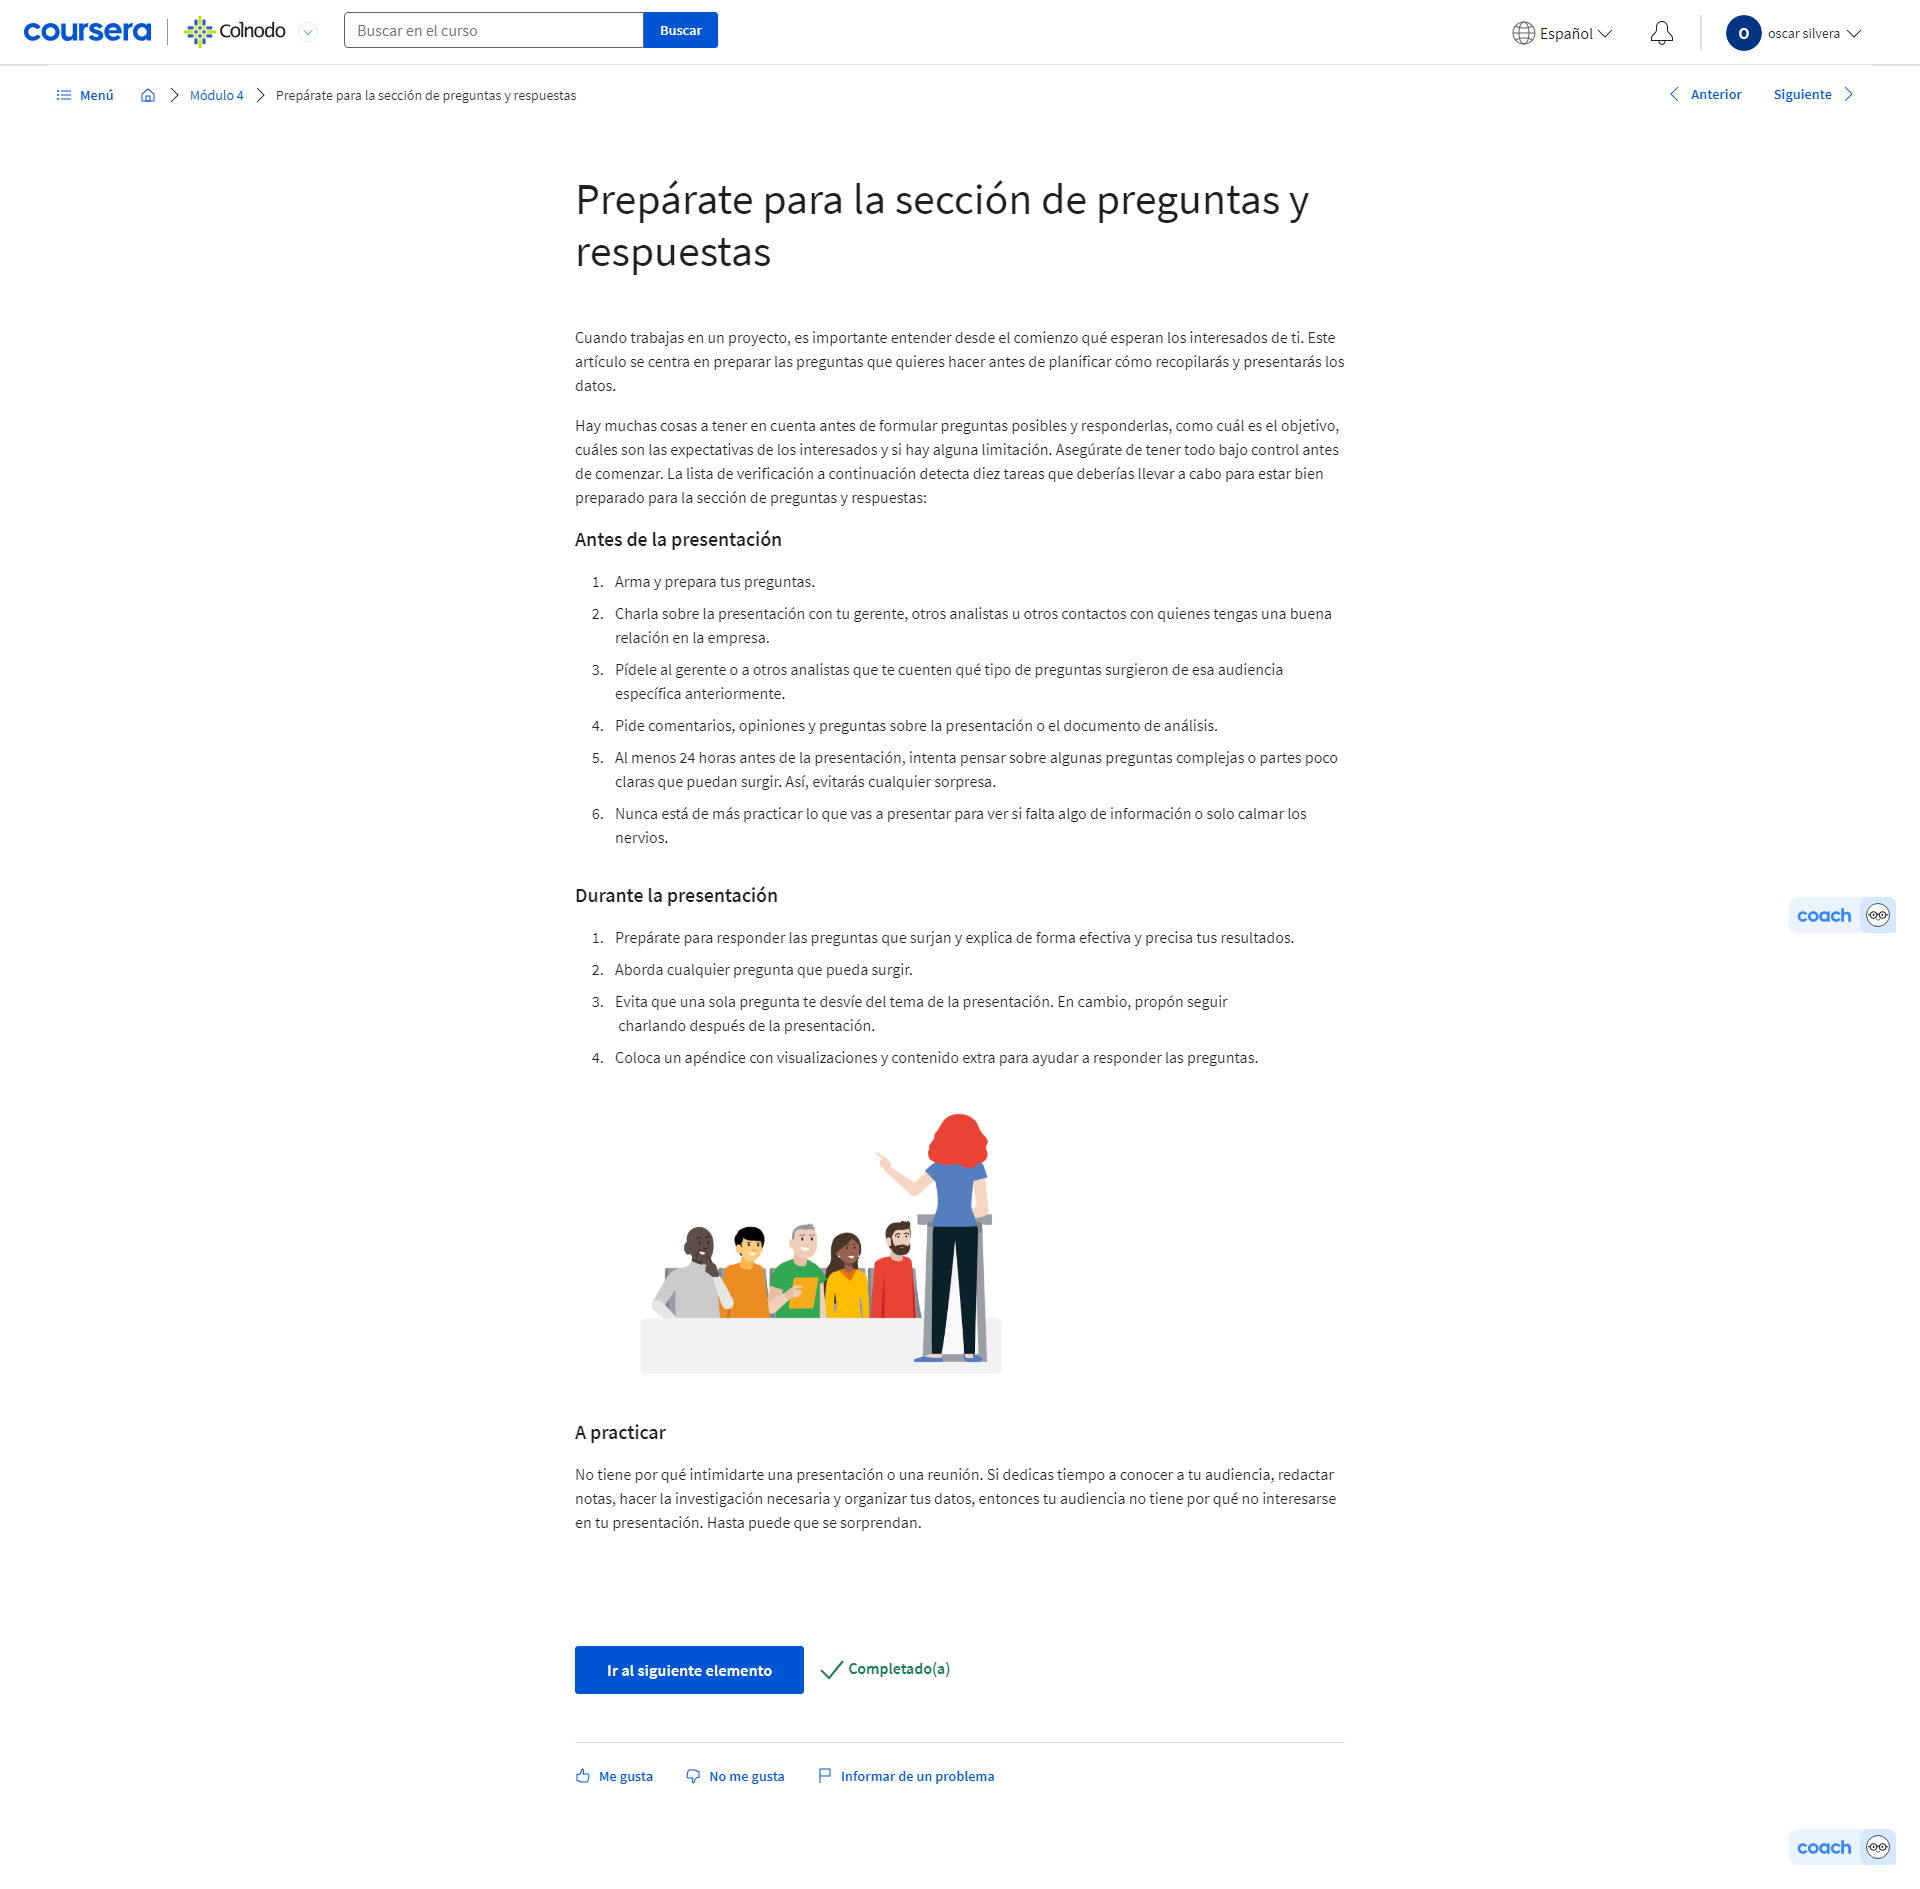 coursera
Colnodo
Buscar en el curso
Buscar
Español
O
oscar silvera
Menú
Módulo 4
Prepárate para la sección de preguntas y respuestas
Anterior
Siguiente
Prepárate para la sección de preguntas y
respuestas
Cuando trabajas en un proyecto, es importante entender desde el comienzo qué esperan los interesados de ti. Este
artículo se centra en preparar las preguntas que quieres hacer antes de planificar cómo recopilarás y presentarás los
datos.
Hay muchas cosas a tener en cuenta antes de formular preguntas posibles y responderlas, como cuál es el objetivo,
cuáles son las expectativas de los interesados y si hay alguna limitación. Asegúrate de tener todo bajo control antes
de comenzar. La lista de verificación a continuación detecta diez tareas que deberías llevar a cabo para estar bien
preparado para la sección de preguntas y respuestas:
Antes de la presentación
1. Arma y prepara tus preguntas.
2. Charla sobre la presentación con tu gerente, otros analistas u otros contactos con quienes tengas una buena
relación en la empresa.
3. Pídele al gerente o a otros analistas que te cuenten qué tipo de preguntas surgieron de esa audiencia
específica anteriormente.
4. Pide comentarios, opiniones y preguntas sobre la presentación o el documento de análisis.
5. Al menos 24 horas antes de la presentación, intenta pensar sobre algunas preguntas complejas o partes poco
claras que puedan surgir. Así, evitarás cualquier sorpresa.
6. Nunca está de más practicar lo que vas a presentar para ver si falta algo de información o solo calmar los
nervios.
Durante la presentación
1. Prepárate para responder las preguntas que surjan y explica de forma efectiva y precisa tus resultados.
2. Aborda cualquier pregunta que pueda surgir.
3. Evita que una sola pregunta te desvíe del tema de la presentación. En cambio, propón seguir
charlando después de la presentación.
4. Coloca un apéndice con visualizaciones y contenido extra para ayudar a responder las preguntas.
coach
A practicar
No tiene por qué intimidarte una presentación o una reunión. Si dedicas tiempo a conocer a tu audiencia, redactar
notas, hacer la investigación necesaria y organizar tus datos, entonces tu audiencia no tiene por qué no interesarse
en tu presentación. Hasta puede que se sorprendan.
Ir al siguiente elemento
Completado(a)
Me gusta
No me gusta
Informar de un problema
coach